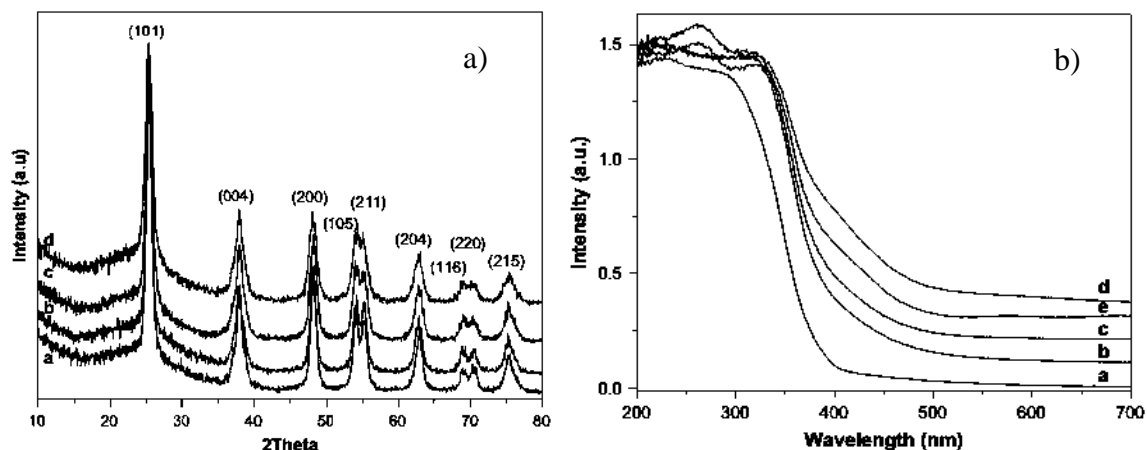 a)
(101)
(004)
(200)
(105)
(211)
(204)
(116)
(220)
(215)
d
c
b
a
Intensity (a.u)
10 20 30 40 50 60 70 80
2Theta
b)
1.5
1.0
0.5
0.0
Intensity (a.u.)
d
e
c
b
a
200 300 400 500 600 700
Wavelength (nm)